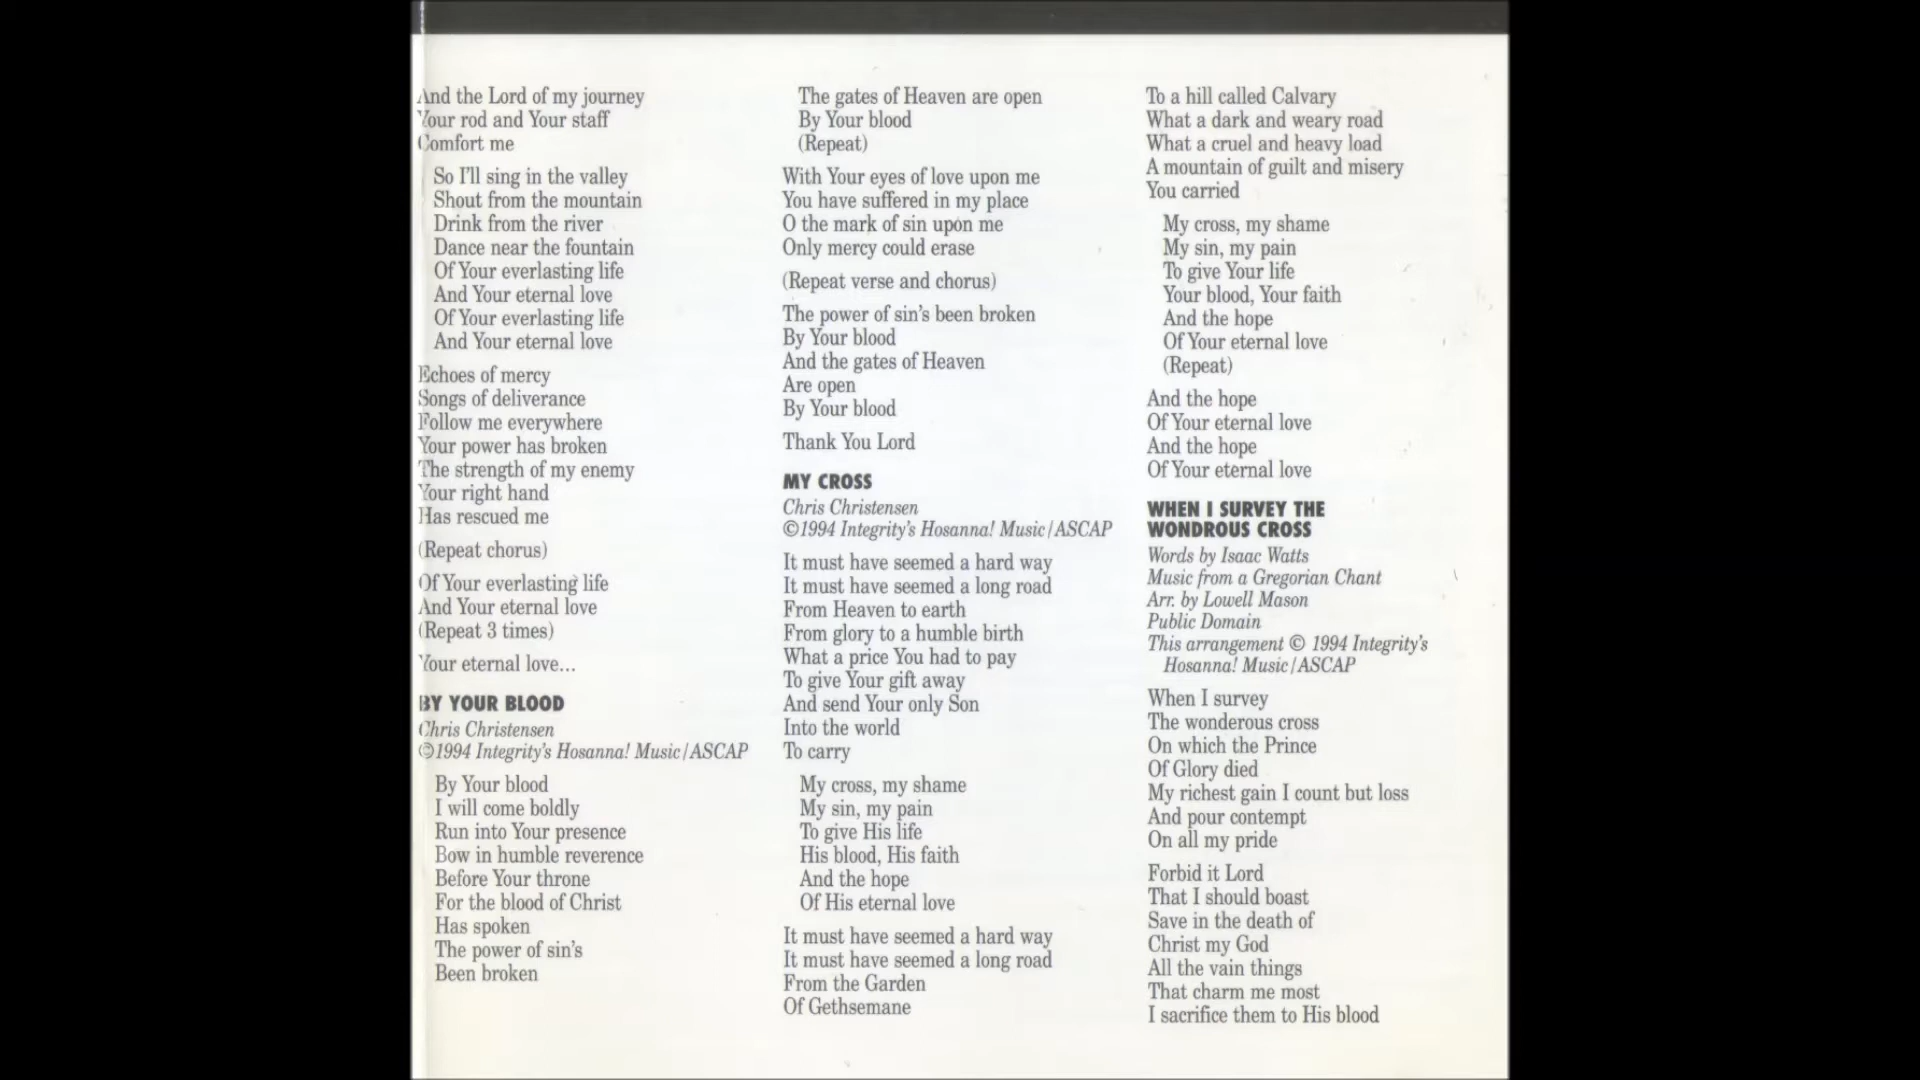 And the Lord of my journey
Your rod and Your staff
Comfort me
So I'll sing in the valley
Shout from the mountain
Drink from the river
Dance near the fountain
Of Your everlasting life
And Your eternal love
Of Your everlasting life
And Your eternal love
Echoes of mercy
Songs of deliverance
Follow me everywhere
Your power has broken
The strength of my enemy
Your right hand
Has rescued me
(Repeat chorus)
Of Your everlasting life
And Your eternal love
(Repeat 3 times)
Your eternal love...
BY YOUR BLOOD
Chris Christensen
©1994 Integrity's Hosanna! Music/ASCAP
By Your blood
I will come boldly
Run into Your presence
Bow in humble reverence
Before Your throne
For the blood of Christ
Has spoken
The power of sin's
Been broken
The gates of Heaven are open
By Your blood
(Repeat)
With Your eyes of love upon me
You have suffered in my place
O the mark of sin upon me
Only mercy could erase
(Repeat verse and chorus)
The power of sin's been broken
By Your blood
And the gates of Heaven
Are open
By Your blood
Thank You Lord
MY CROSS
Chris Christensen
©1994 Integrity's Hosanna! Music/ASCAP
It must have seemed a hard way
It must have seemed a long road
From Heaven to earth
From glory to a humble birth
What a price You had to pay
To give Your gift away
And send Your only Son
Into the world
To carry
My cross, my shame
My sin, my pain
To give His life
His blood, His faith
And the hope
Of His eternal love
It must have seemed a hard way
It must have seemed a long road
From the Garden
Of Gethsemane
To a hill called Calvary
What a dark and weary road
What a cruel and heavy load
A mountain of guilt and misery
You carried
My cross, my shame
My sin, my pain
To give Your life
Your blood, Your faith
And the hope
Of Your eternal love
(Repeat)
And the hope
Of Your eternal love
And the hope
Of Your eternal love
WHEN I SURVEY THE
WONDROUS CROSS
Words by Isaac Watts
Music from a Gregorian Chant
Arr. by Lowell Mason
Public Domain
This arrangement © 1994 Integrity's
Hosanna! Music/ASCAP
When I survey
The wonderous cross
On which the Prince
Of Glory died
My richest gain I count but loss
And pour contempt
On all my pride
Forbid it Lord
That I should boast
Save in the death of
Christ my God
All the vain things
That charm me most
I sacrifice them to His blood